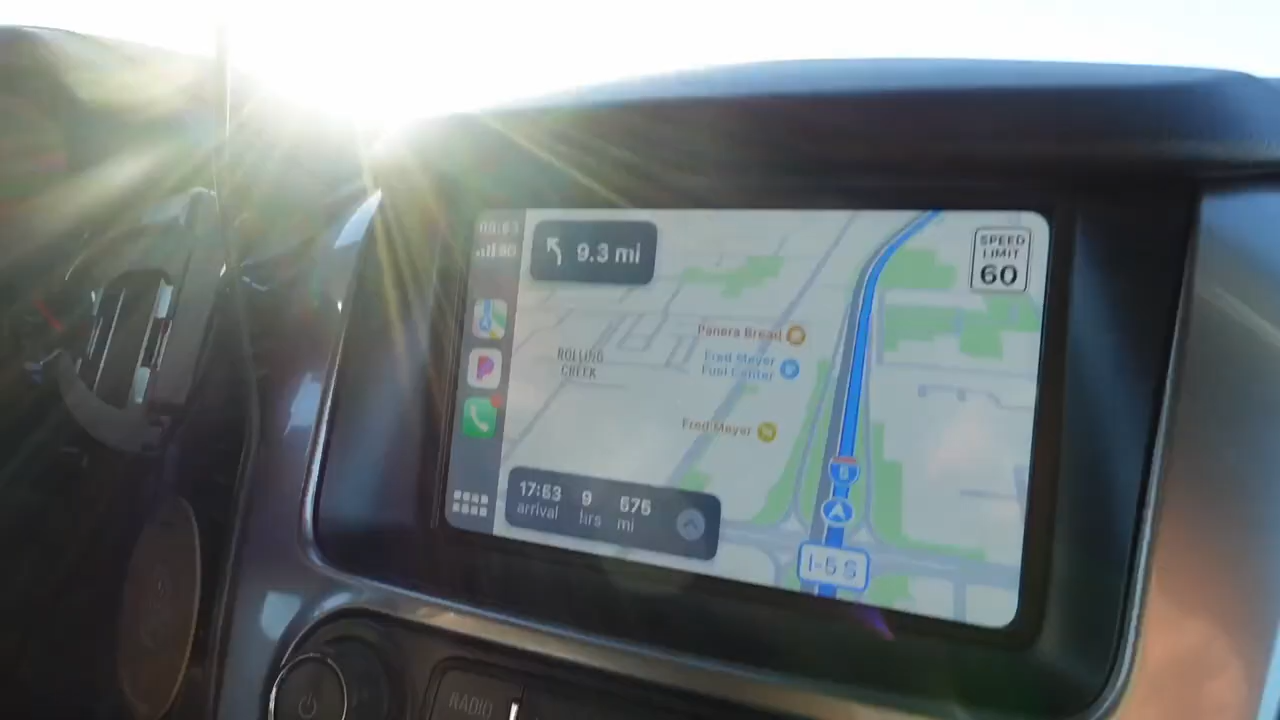 9.3 mi
SPEED
LIMIT
60
Panera Bread
Fred Meyer
Fuel Center
ROLLING
CREEK
Fred Meyer
5
17:53 9 575
arrival hrs mi
I-5 S
RADIO